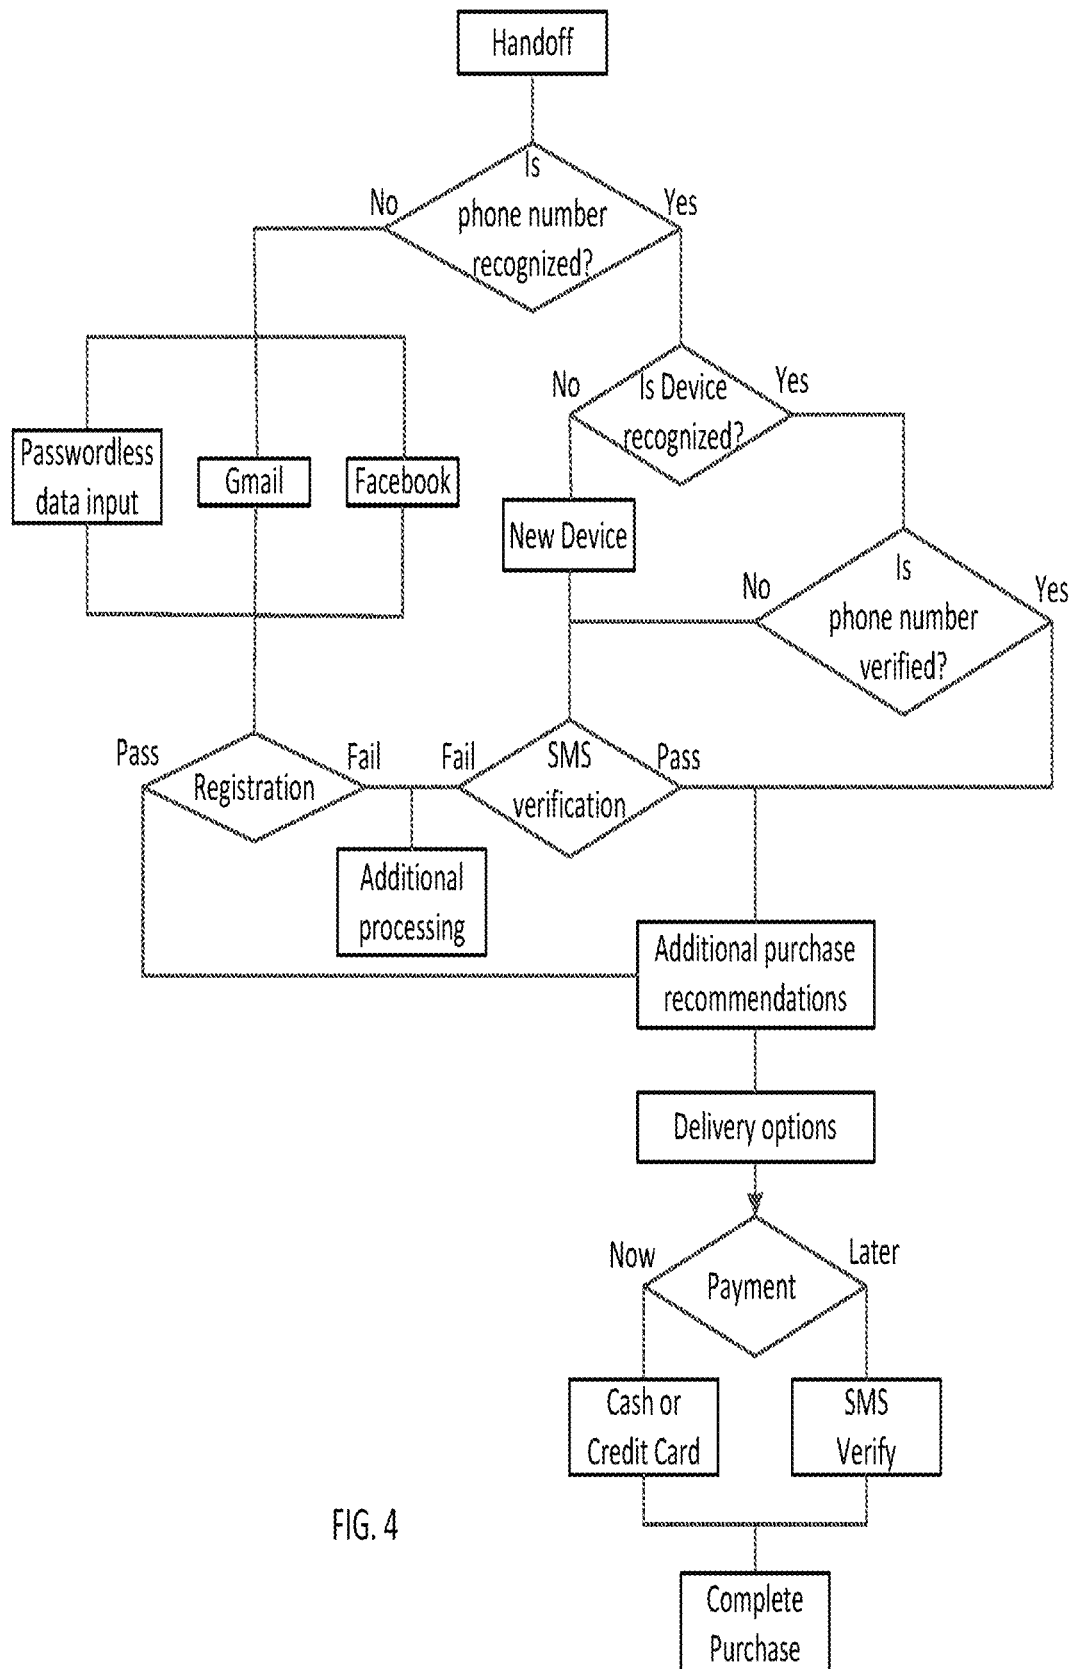 Handoff
Is
phone number
recognized?
No
Yes
Is Device
recognized?
No
Yes
Passwordless
data input
Gmail
Facebook
New Device
Is
phone number
verified?
No
Yes
Registration
Pass
Fail
SMS
verification
Fail
Pass
Additional
processing
Additional purchase
recommendations
Delivery options
Payment
Now
Later
Cash or
Credit Card
SMS
Verify
FIG. 4
Complete
Purchase